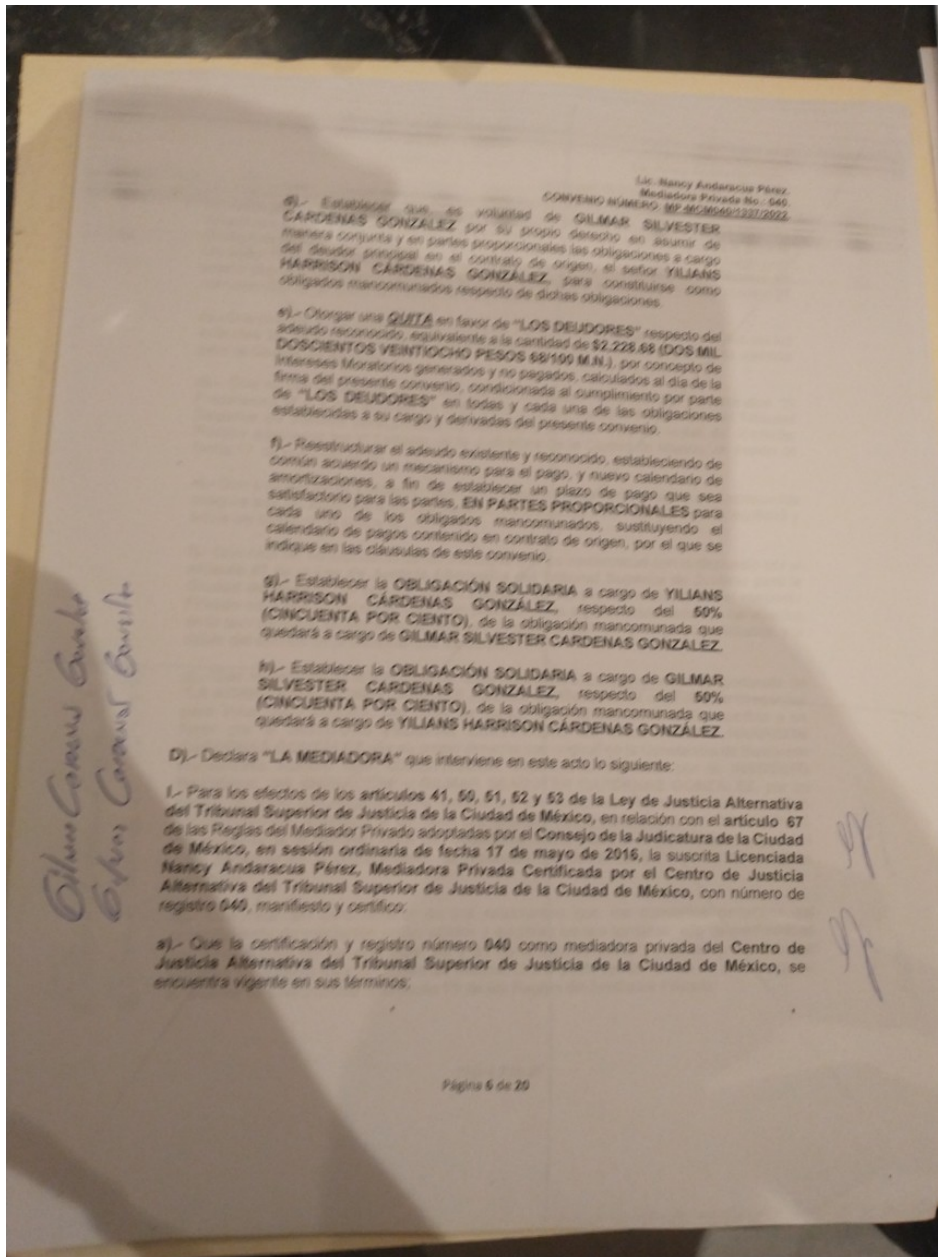 Lic. Nancy Andaracua Pérez.
Mediadora Privada No.: 040.
CONVENIO NÚMERO: MP-MCM040/1337/2022
d).- Establecer que es voluntad de GILMAR SILVESTER
CARDENAS GONZALEZ por su propio derecho en asumir de
manera conjunta y en partes proporcionales las obligaciones a cargo
del deudor principal en el contrato de origen, el señor YILIANS
HARRISON CÁRDENAS GONZÁLEZ, para constituirse como
obligados mancomunados respecto de dichas obligaciones.
e).- Otorgar una QUITA en favor de "LOS DEUDORES" respecto del
adeudo reconocido, equivalente a la cantidad de $2,228.68 (DOS MIL
DOSCIENTOS VEINTIOCHO PESOS 68/100 M.N.), por concepto de
Intereses Moratorios generados y no pagados, calculados al día de la
firma del presente convenio, condicionada al cumplimiento por parte
de "LOS DEUDORES" en todas y cada una de las obligaciones
establecidas a su cargo y derivadas del presente convenio.
f).- Reestructurar el adeudo existente y reconocido, estableciendo de
común acuerdo un mecanismo para el pago, y nuevo calendario de
amortizaciones, a fin de establecer un plazo de pago que sea
satisfactorio para las partes, EN PARTES PROPORCIONALES para
cada uno de los obligados mancomunados, sustituyendo el
calendario de pagos contenido en contrato de origen, por el que se
indique en las cláusulas de este convenio.
g).- Establecer la OBLIGACIÓN SOLIDARIA a cargo de YILIANS
HARRISON CÁRDENAS GONZÁLEZ, respecto del 50%
(CINCUENTA POR CIENTO), de la obligación mancomunada que
quedará a cargo de GILMAR SILVESTER CARDENAS GONZALEZ.
h).- Establecer la OBLIGACIÓN SOLIDARIA a cargo de GILMAR
SILVESTER CARDENAS GONZALEZ, respecto del 50%
(CINCUENTA POR CIENTO), de la obligación mancomunada que
quedará a cargo de YILIANS HARRISON CÁRDENAS GONZÁLEZ.
D).- Declara "LA MEDIADORA" que interviene en este acto lo siguiente:
I.- Para los efectos de los artículos 41, 50, 51, 52 y 53 de la Ley de Justicia Alternativa
del Tribunal Superior de Justicia de la Ciudad de México, en relación con el artículo 67
de las Reglas del Mediador Privado adoptadas por el Consejo de la Judicatura de la Ciudad
de México, en sesión ordinaria de fecha 17 de mayo de 2016, la suscrita Licenciada
Nancy Andaracua Pérez, Mediadora Privada Certificada por el Centro de Justicia
Alternativa del Tribunal Superior de Justicia de la Ciudad de México, con número de
registro 040, manifiesto y certifico:
a).- Que la certificación y registro número 040 como mediadora privada del Centro de
Justicia Alternativa del Tribunal Superior de Justicia de la Ciudad de México, se
encuentra vigente en sus términos;
Página 6 de 20